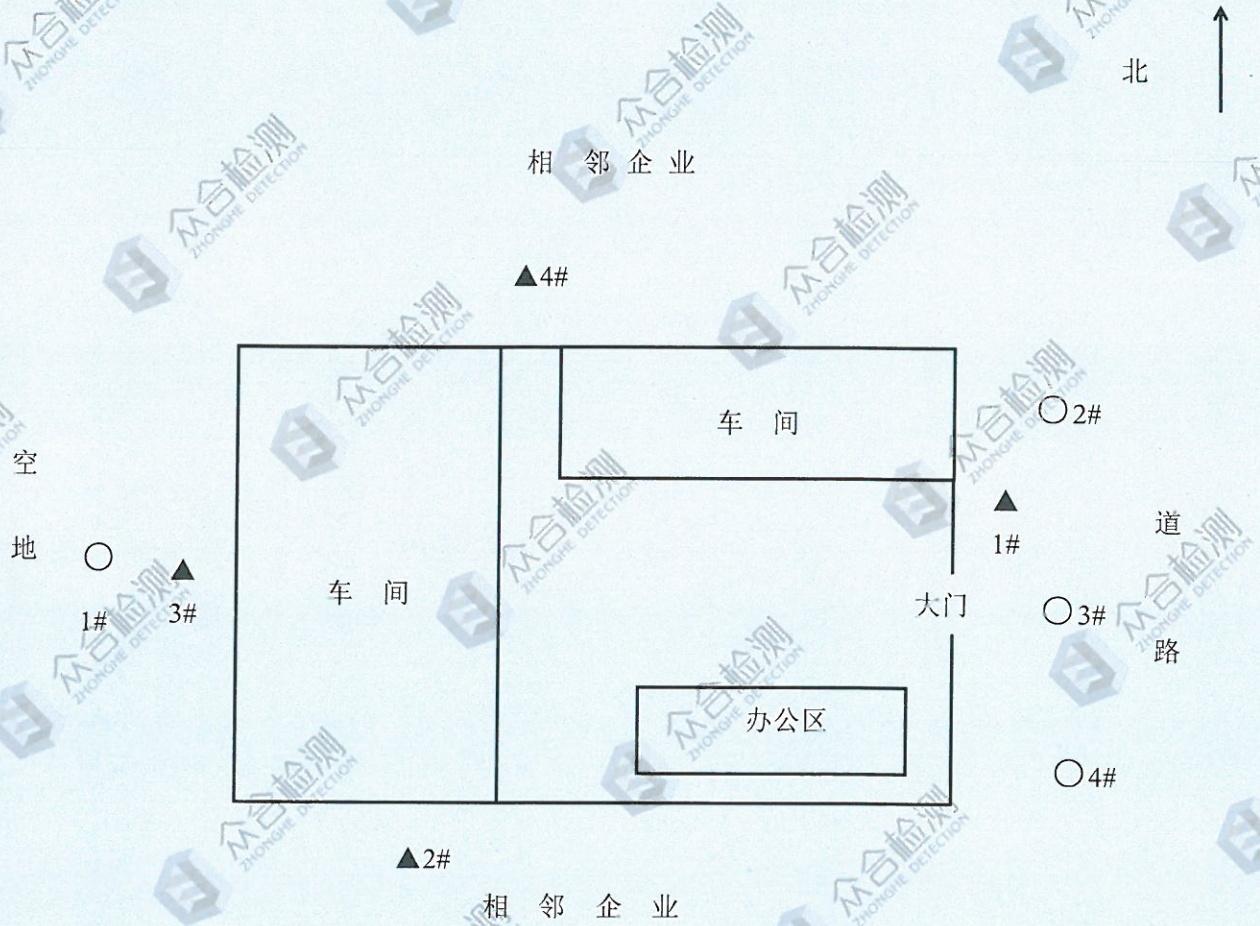 北
相 邻 企 业
▲4#
车 间
○2#
空
地
▲
1#
道
路
○
1#
▲
3#
车 间
大门
○3#
办公区
○4#
▲2#
相 邻 企 业
众合检测
ZHONGHE DETECTION